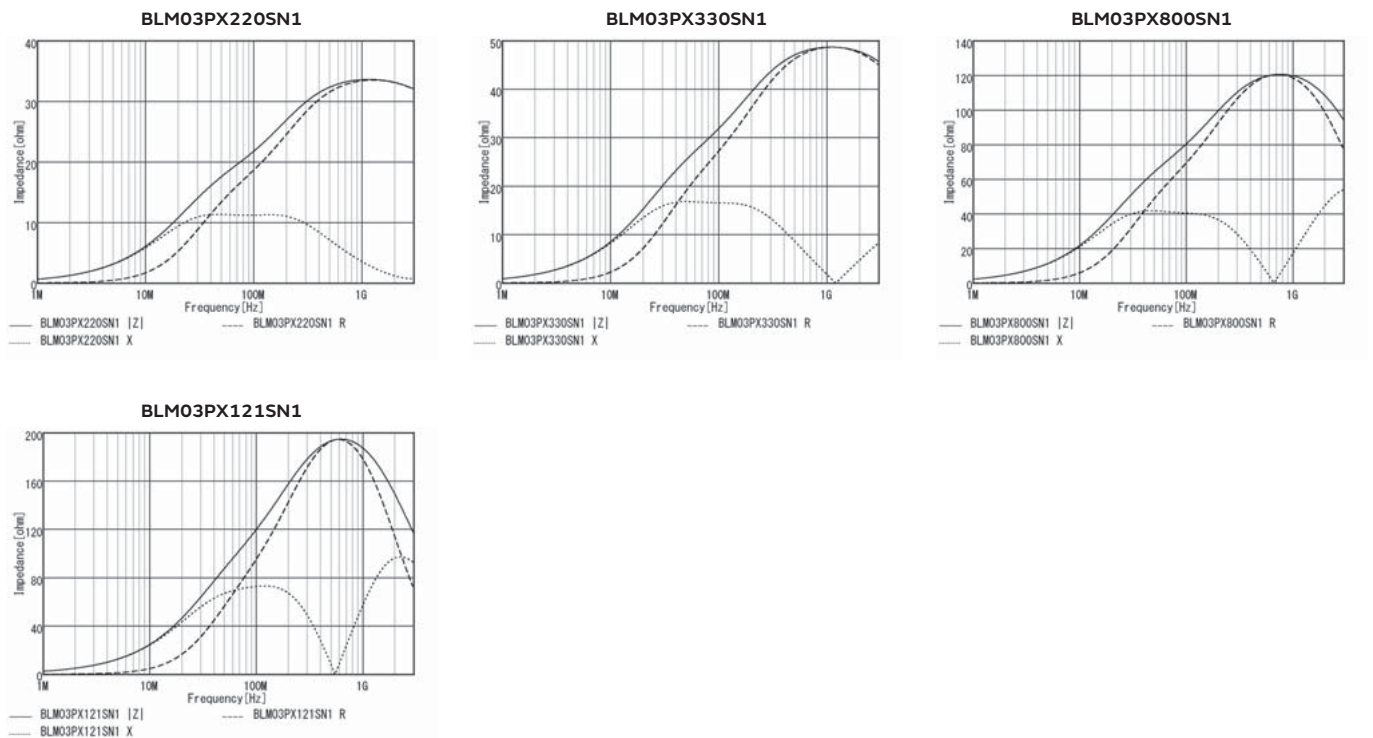 BLM03PX220SN1
40
30
20
10
0
Impedance[ohm]
1M 10M 100M 1G
Frequency[Hz]
BLM03PX220SN1 |Z| BLM03PX220SN1 R
BLM03PX220SN1 X
BLM03PX330SN1
50
40
30
20
10
0
Impedance[ohm]
1M 10M 100M 1G
Frequency[Hz]
BLM03PX330SN1 |Z| BLM03PX330SN1 R
BLM03PX330SN1 X
BLM03PX800SN1
140
120
100
80
60
40
20
0
Impedance[ohm]
1M 10M 100M 1G
Frequency[Hz]
BLM03PX800SN1 |Z| BLM03PX800SN1 R
BLM03PX800SN1 X
BLM03PX121SN1
200
160
120
80
40
0
Impedance[ohm]
1M 10M 100M 1G
Frequency[Hz]
BLM03PX121SN1 |Z| BLM03PX121SN1 R
BLM03PX121SN1 X